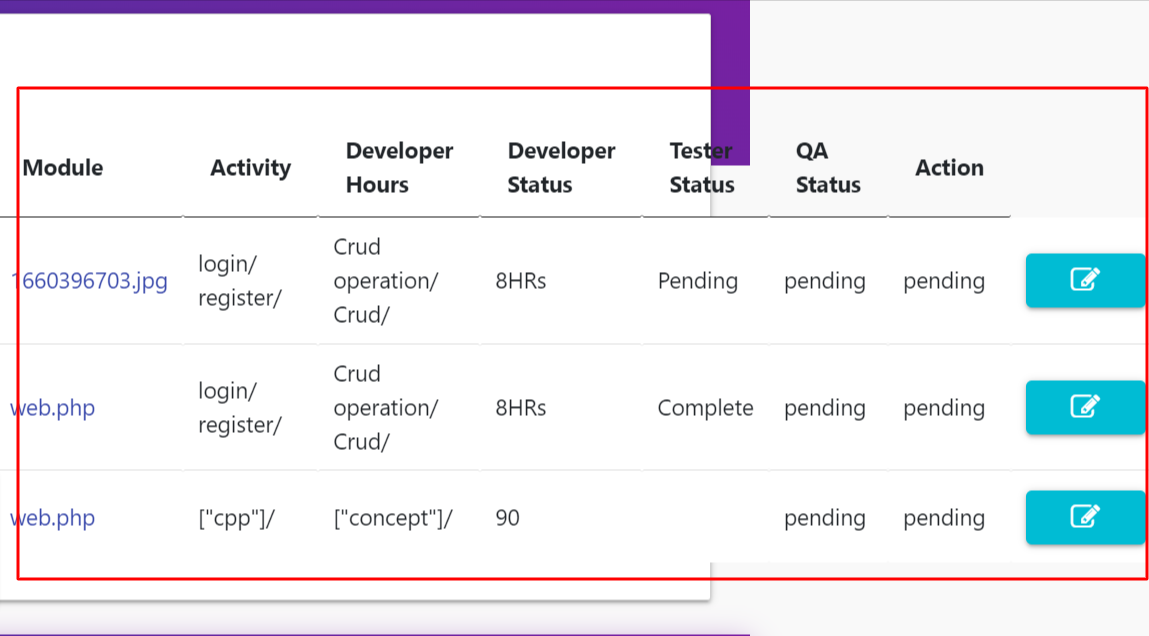 Module
Activity
Developer
Hours
Developer
Status
Tester
Status
QA
Status
Action
1660396703.jpg
login/
register/
Crud
operation/
Crud/
8HRs
Pending
pending
pending
web.php
login/
register/
Crud
operation/
Crud/
8HRs
Complete
pending
pending
web.php
["cpp"]/
["concept"]/
90
pending
pending